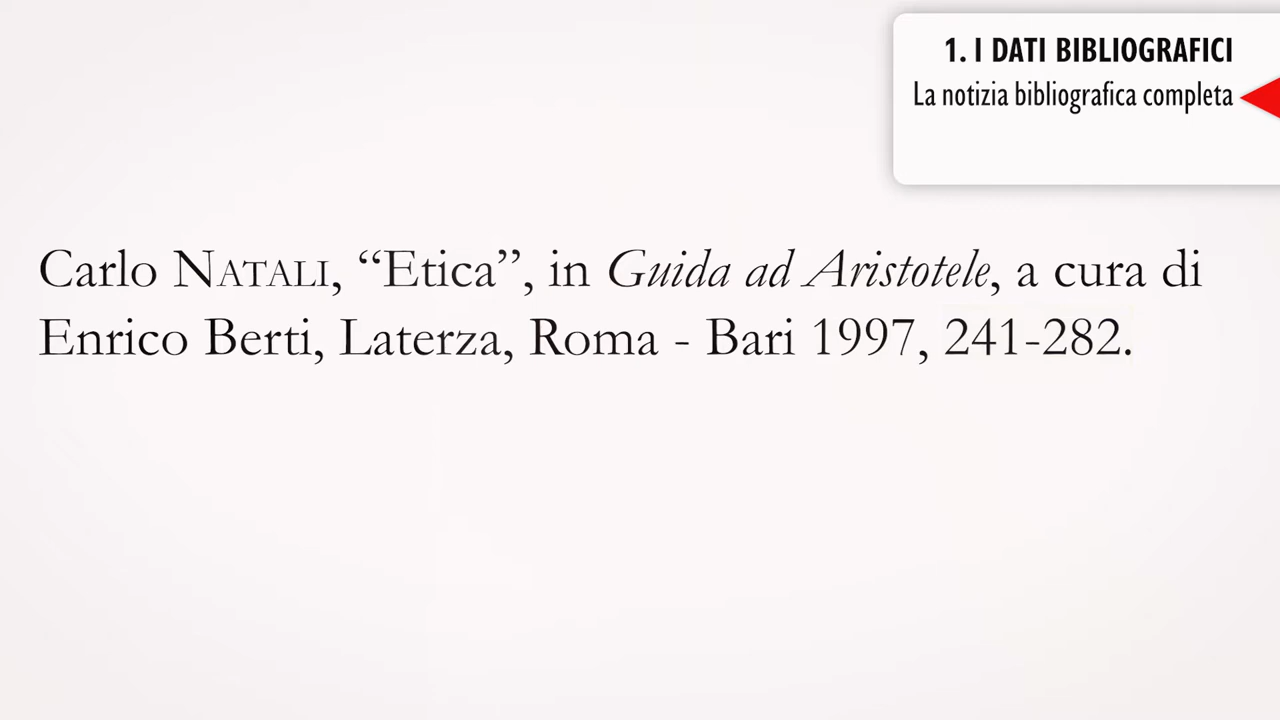 1. I DATI BIBLIOGRAFICI
La notizia bibliografica completa
Carlo NATALI, “Etica”, in Guida ad Aristotele, a cura di
Enrico Berti, Laterza, Roma - Bari 1997, 241-282.